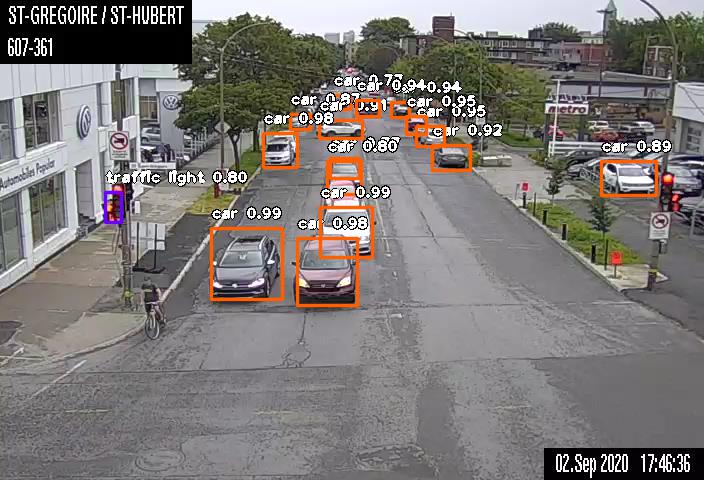 ST-GREGOIRE / ST-HUBERT
607-361
car 0.77
car 0.94
0.94
car 0.87
car 0.91
car 0.95
car 0.98
0.95
car 0.92
car 0.80
car 0.89
traffic light 0.80
car 0.99
car 0.99
car 0.98
Automobiles Popular
metro
02.Sep 2020 17:46:36